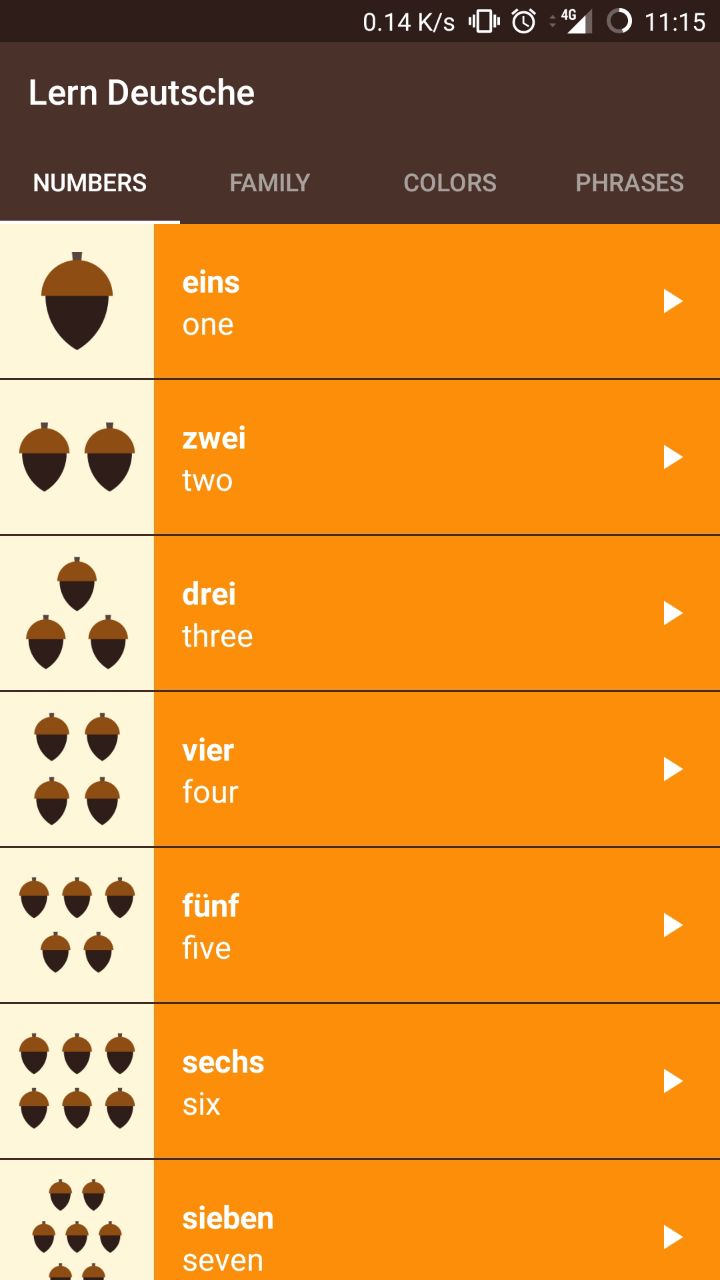 0.14 K/s 4G 11:15
Lern Deutsche
NUMBERS FAMILY COLORS PHRASES
eins
one
zwei
two
drei
three
vier
four
fünf
five
sechs
six
sieben
seven